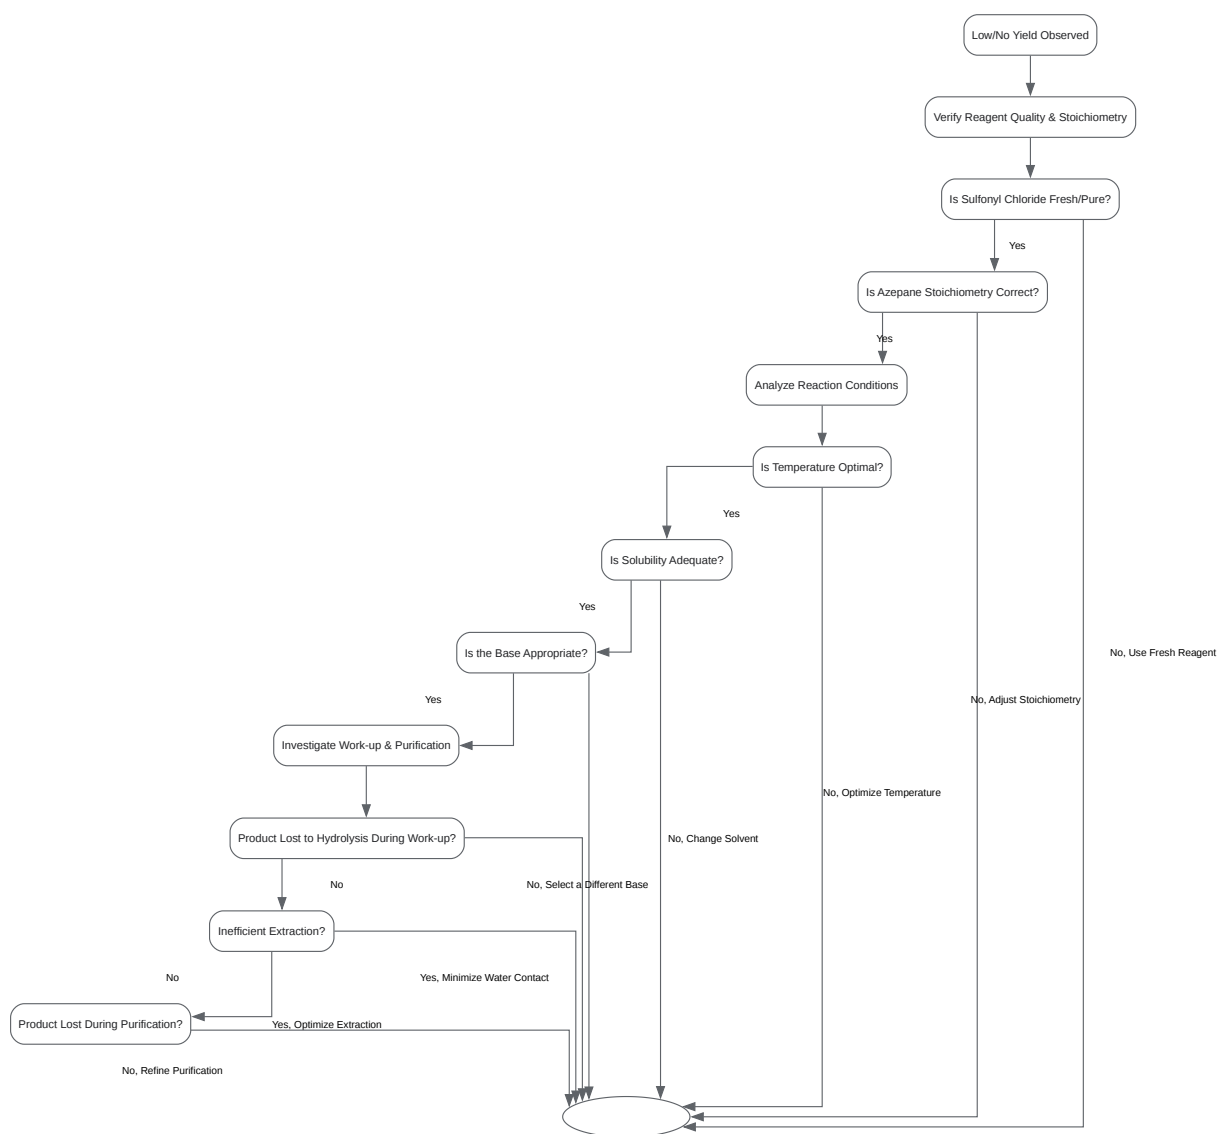 Low/No Yield Observed
Verify Reagent Quality & Stoichiometry
Is Sulfonyl Chloride Fresh/Pure?
Yes
Is Azepane Stoichiometry Correct?
Yes
Analyze Reaction Conditions
Is Temperature Optimal?
Yes
Is Solubility Adequate?
Yes
Is the Base Appropriate?
No, Use Fresh Reagent
Yes
No, Adjust Stoichiometry
Investigate Work-up & Purification
No, Optimize Temperature
Product Lost to Hydrolysis During Work-up?
No, Change Solvent
No
No, Select a Different Base
Inefficient Extraction?
No
Yes, Minimize Water Contact
Product Lost During Purification?
Yes, Optimize Extraction
No, Refine Purification